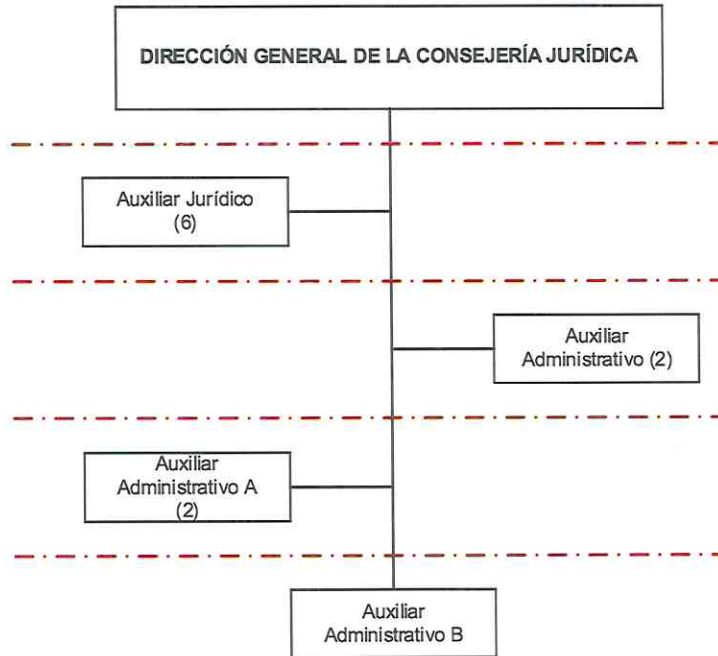 DIRECCIÓN GENERAL DE LA CONSEJERÍA JURÍDICA
Auxiliar Jurídico
(6)
Auxiliar
Administrativo (2)
Auxiliar
Administrativo A
(2)
Auxiliar
Administrativo B